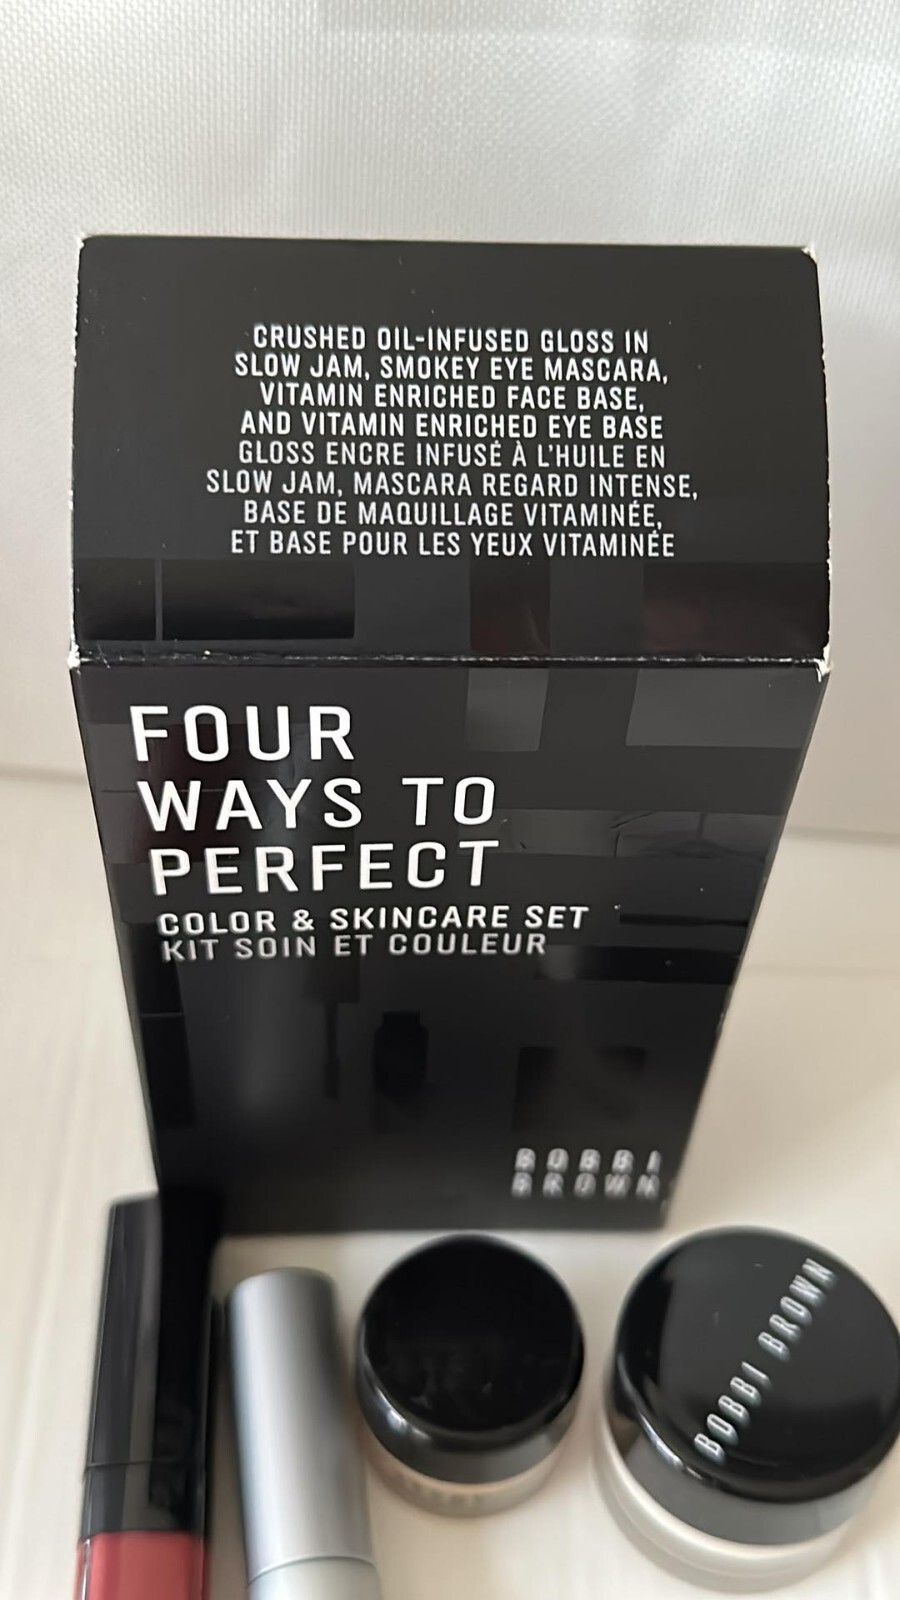 CRUSHED OIL-INFUSED GLOSS IN
SLOW JAM, SMOKEY EYE MASCARA,
VITAMIN ENRICHED FACE BASE,
AND VITAMIN ENRICHED EYE BASE
GLOSS ENCRE INFUSÉ À L'HUILE EN
SLOW JAM, MASCARA REGARD INTENSE,
BASE DE MAQUILLAGE VITAMINÉE,
ET BASE POUR LES YEUX VITAMINÉE
FOUR
WAYS TO
PERFECT
COLOR & SKINCARE SET
KIT SOIN ET COULEUR
BOBBI
BROWN
BOBBI BROWN